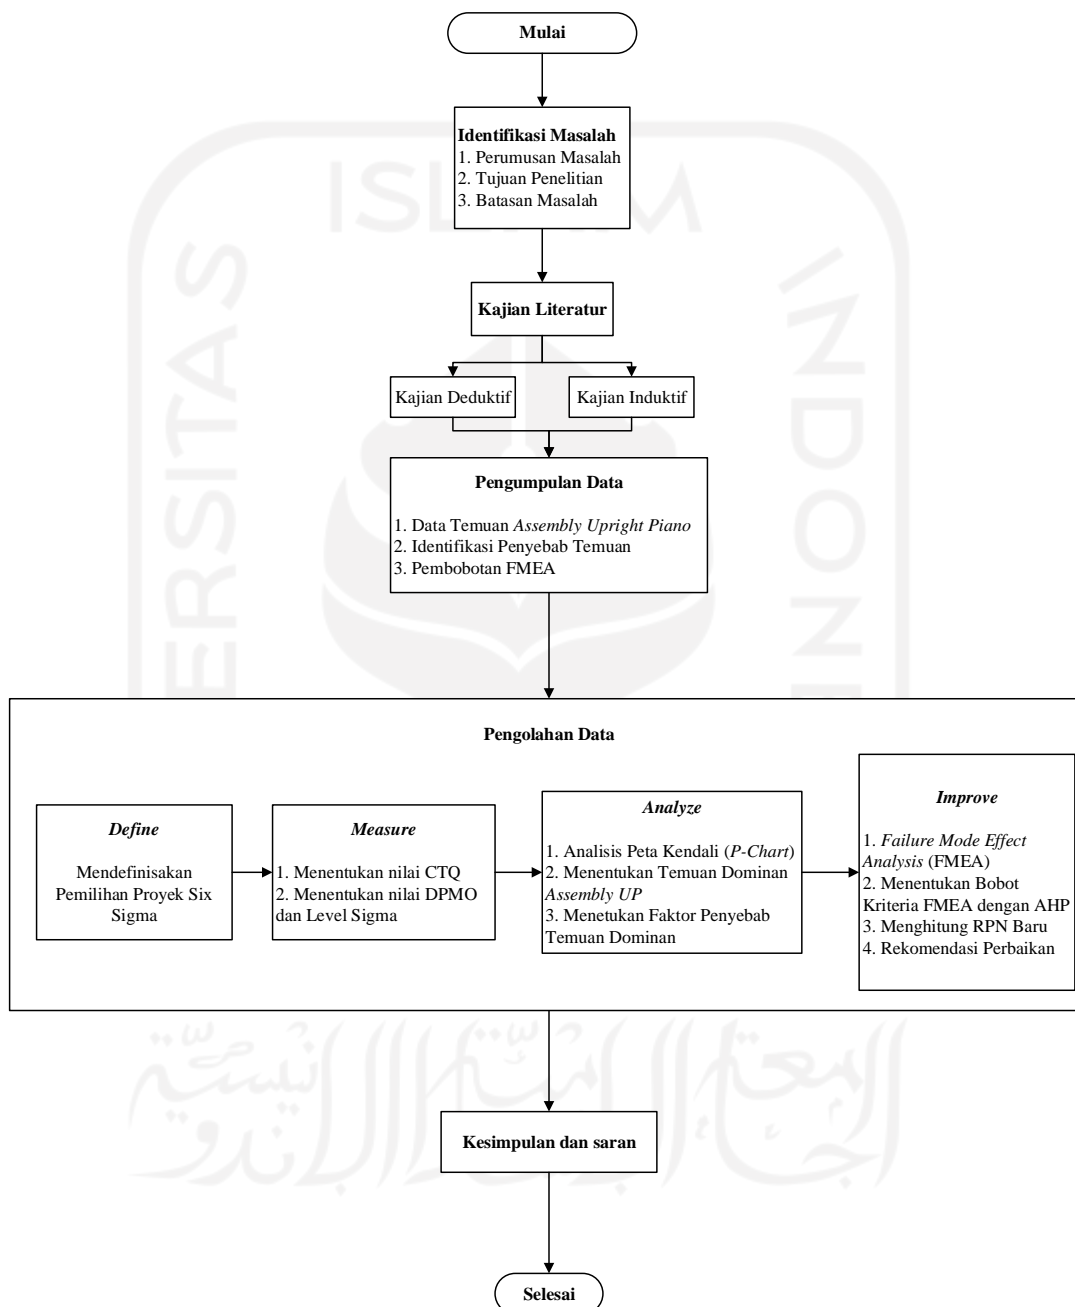 Mulai
Identifikasi Masalah
1. Perumusan Masalah
2. Tujuan Penelitian
3. Batasan Masalah
Kajian Literatur
Kajian Deduktif
Kajian Induktif
Pengumpulan Data
1. Data Temuan Assembly Upright Piano
2. Identifikasi Penyebab Temuan
3. Pembobotan FMEA
Pengolahan Data
Define
Mendefinisakan
Pemilihan Proyek Six
Sigma
Measure
1. Menentukan nilai CTQ
2. Menentukan nilai DPMO
dan Level Sigma
Analyze
1. Analisis Peta Kendali (P-Chart)
2. Menentukan Temuan Dominan
Assembly UP
3. Menetukan Faktor Penyebab
Temuan Dominan
Improve
1. Failure Mode Effect
Analysis (FMEA)
2. Menentukan Bobot
Kriteria FMEA dengan AHP
3. Menghitung RPN Baru
4. Rekomendasi Perbaikan
Kesimpulan dan saran
Selesai